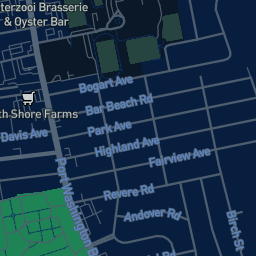 terzooi Brasserie
& Oyster Bar
Bogart Ave
Bar Beach Rd
th Shore Farms
Park Ave
Davis Ave
Highland Ave
Fairview Ave
Revere Rd
Port Washington B
Andover Rd
Birch St